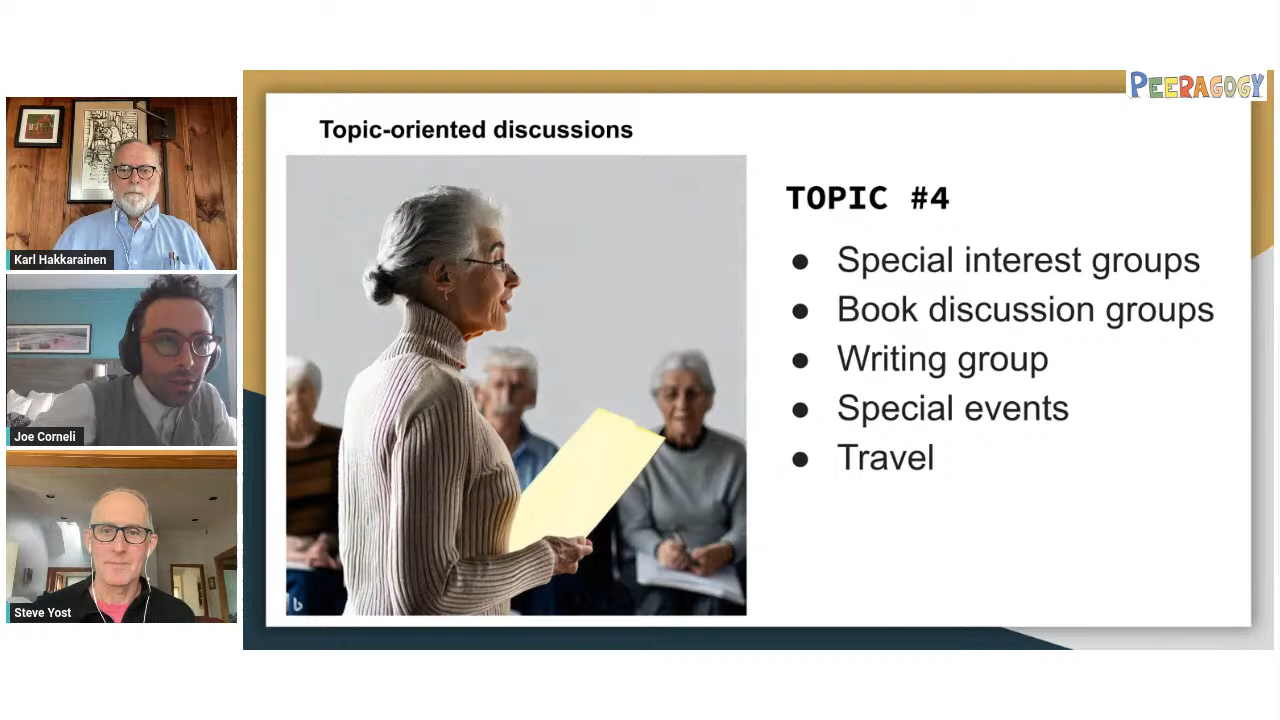 PEERAGOGY
Topic-oriented discussions
TOPIC #4
● Special interest groups
● Book discussion groups
● Writing group
● Special events
● Travel
Karl Hakkarainen
Joe Corneli
Steve Yost
b